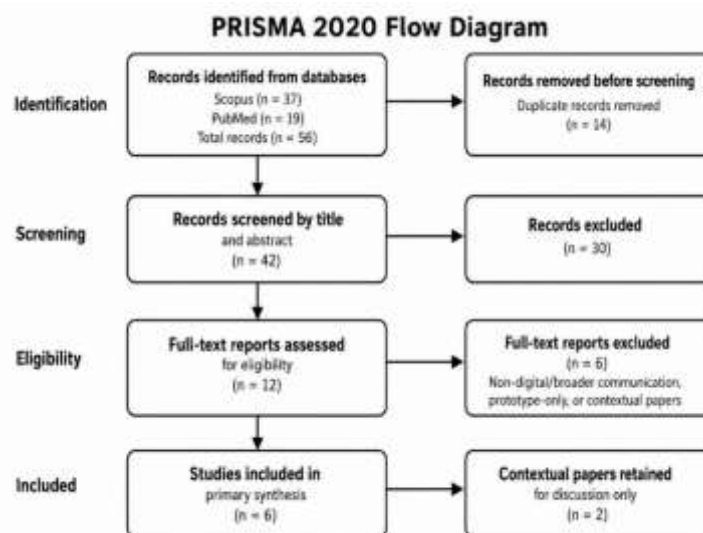 PRISMA 2020 Flow Diagram
Identification
Records identified from databases
Scopus (n = 37)
PubMed (n = 19)
Total records (n = 56)
Records removed before screening
Duplicate records removed
(n = 14)
Screening
Records screened by title
and abstract
(n = 42)
Records excluded
(n = 30)
Eligibility
Full-text reports assessed
for eligibility
(n = 12)
Full-text reports excluded
(n = 6)
Non-digital/broader communication,
prototype-only, or contextual papers
Included
Studies included in
primary synthesis
(n = 6)
Contextual papers retained
for discussion only
(n = 2)